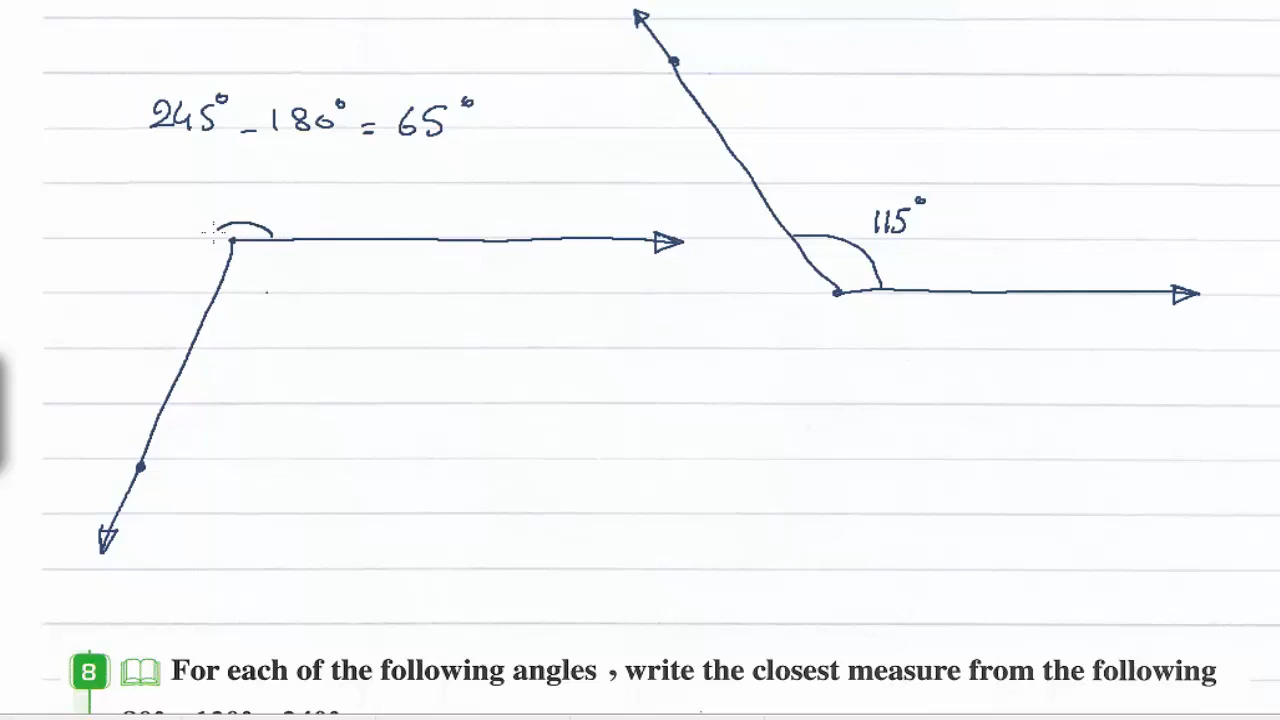 245° - 180° = 65°
115°
8 For each of the following angles , write the closest measure from the following